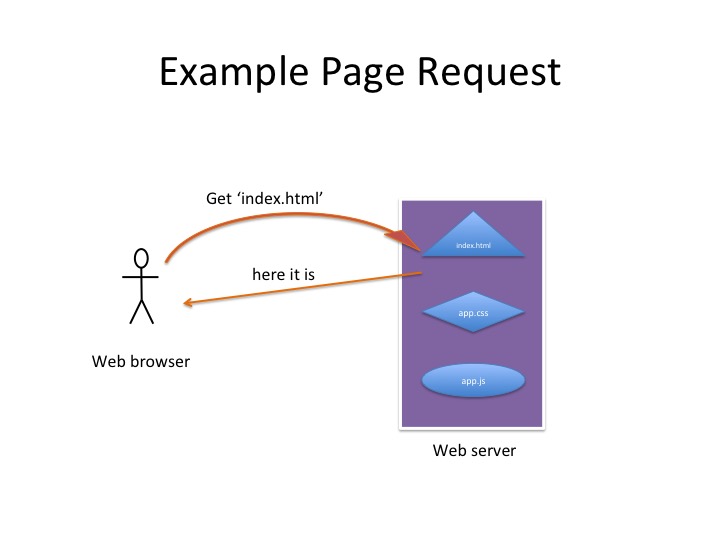 Example Page Request
Get ‘index.html’
index.html
here it is
app.css
Web browser
app.js
Web server